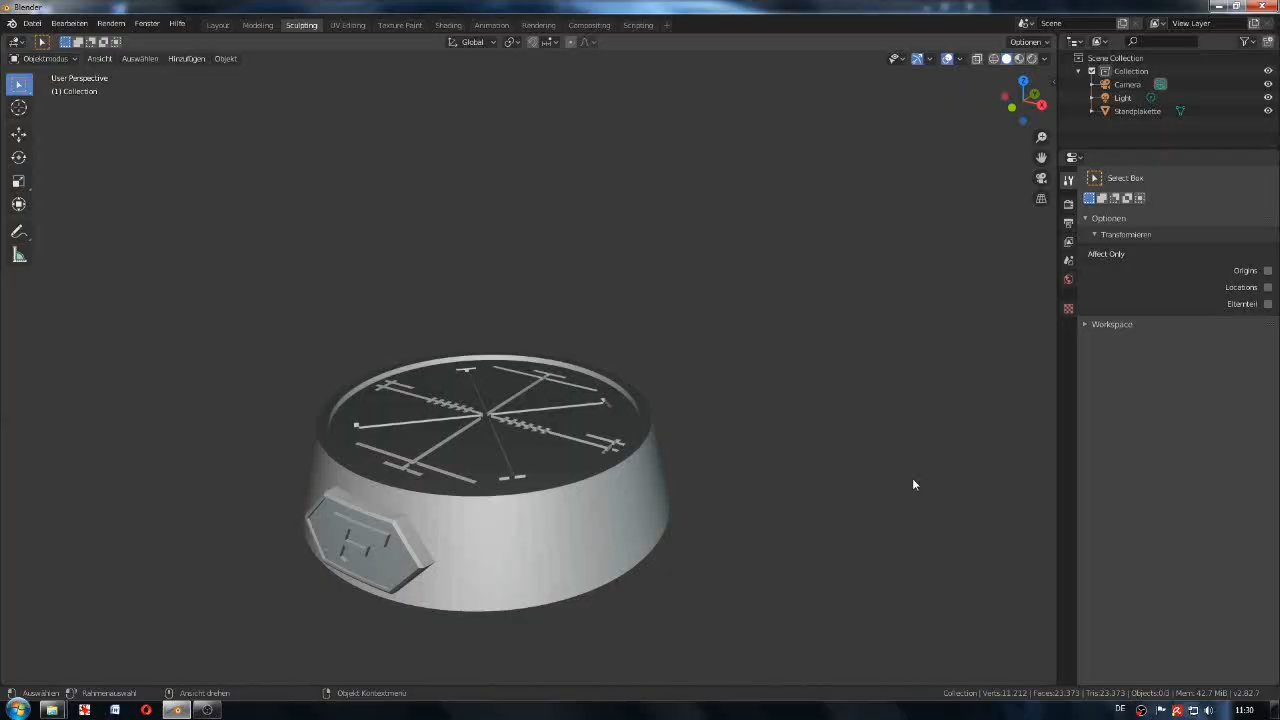 Blender
Datei Bearbeiten Rendern Fenster Hilfe
Layout Modeling Sculpting UV Editing Texture Paint Shading Animation Rendering Compositing Scripting +
Scene
View Layer
Global
Optionen
Objektmodus Ansicht Auswählen Hinzufügen Objekt
User Perspective
(1) Collection
Z
Y
X
Scene Collection
Collection
Camera
Light
Standplakette
Select Box
Optionen
Transformieren
Affect Only
Origins
Locations
Elternteil
Workspace
Auswählen Rahmenauswahl Ansicht drehen Objekt Kontextmenu
Collection | Verts:11.212 | Faces:23.373 | Tris:23.373 | Objects:0/3 | Mem: 42.7 MiB | v2.82.7
DE
11:30